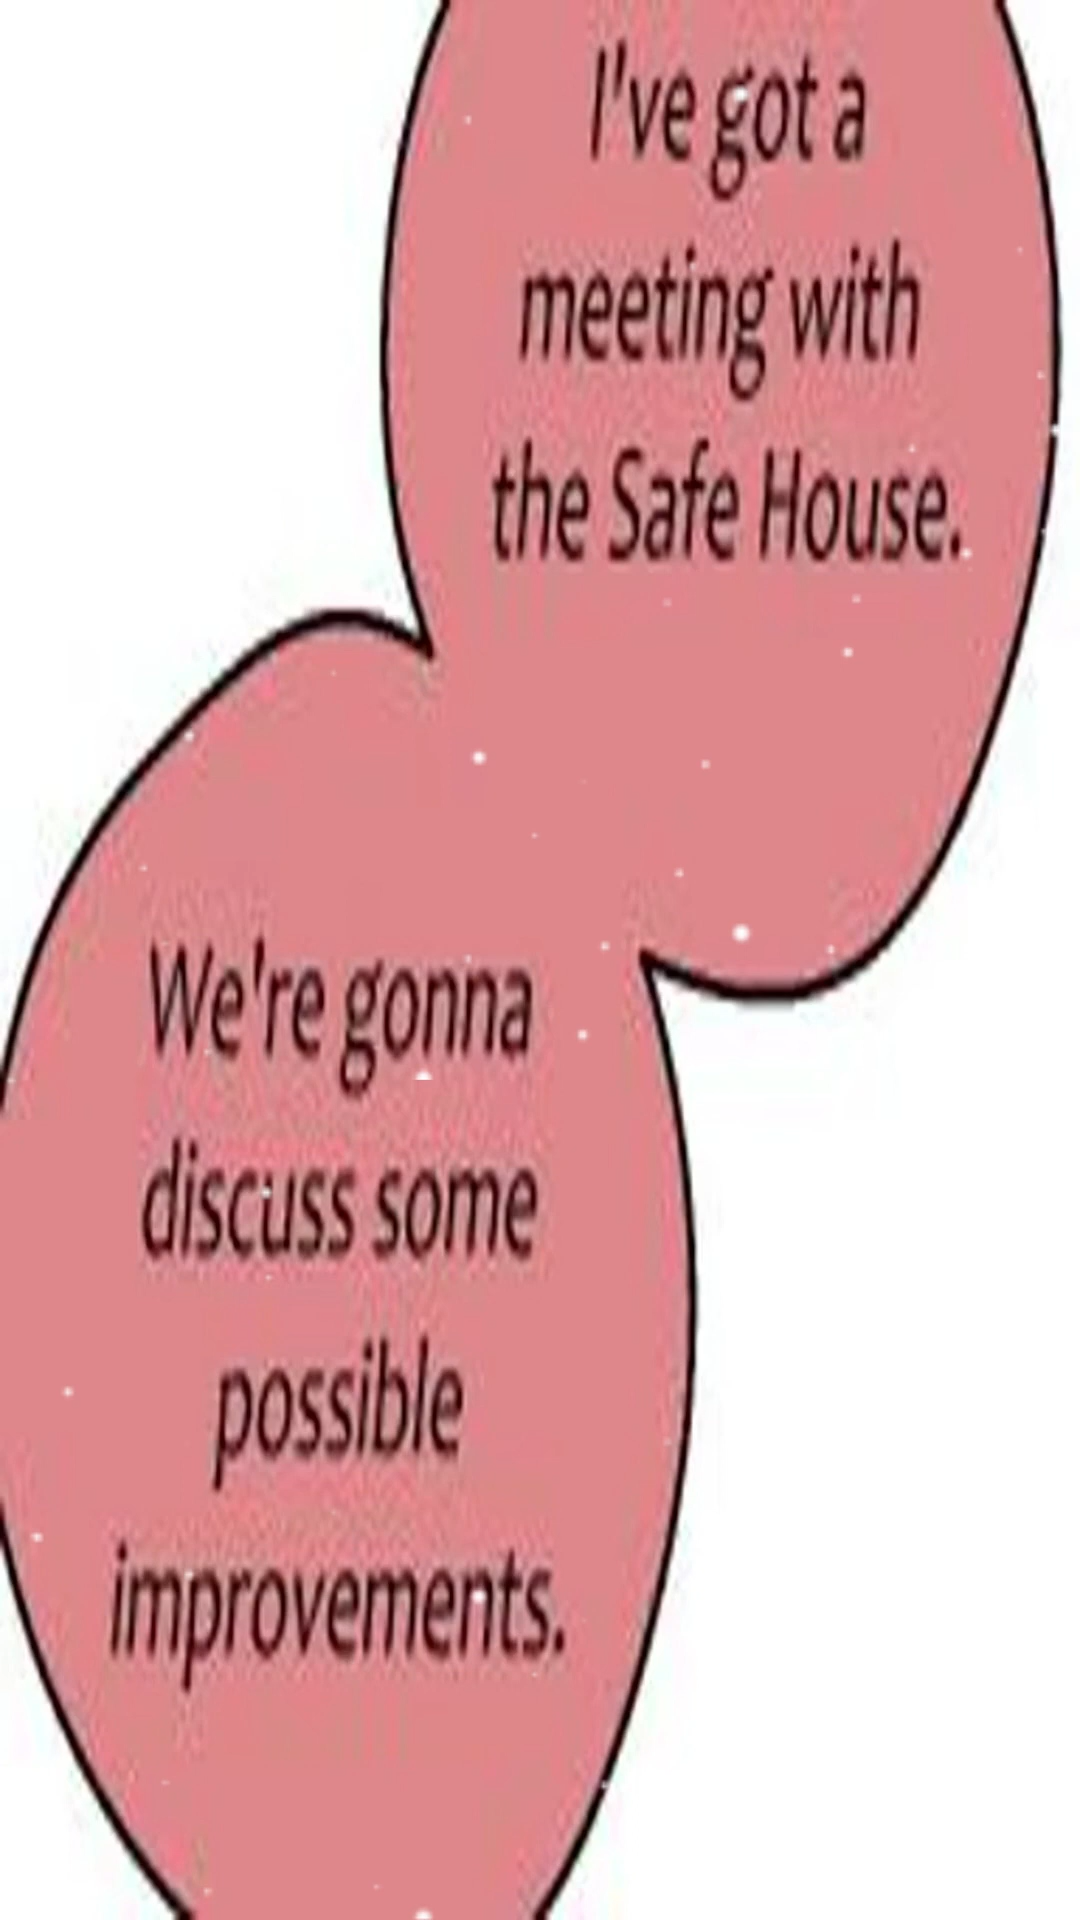 I've got a
meeting with
the Safe House.
We're gonna
discuss some
possible
improvements.